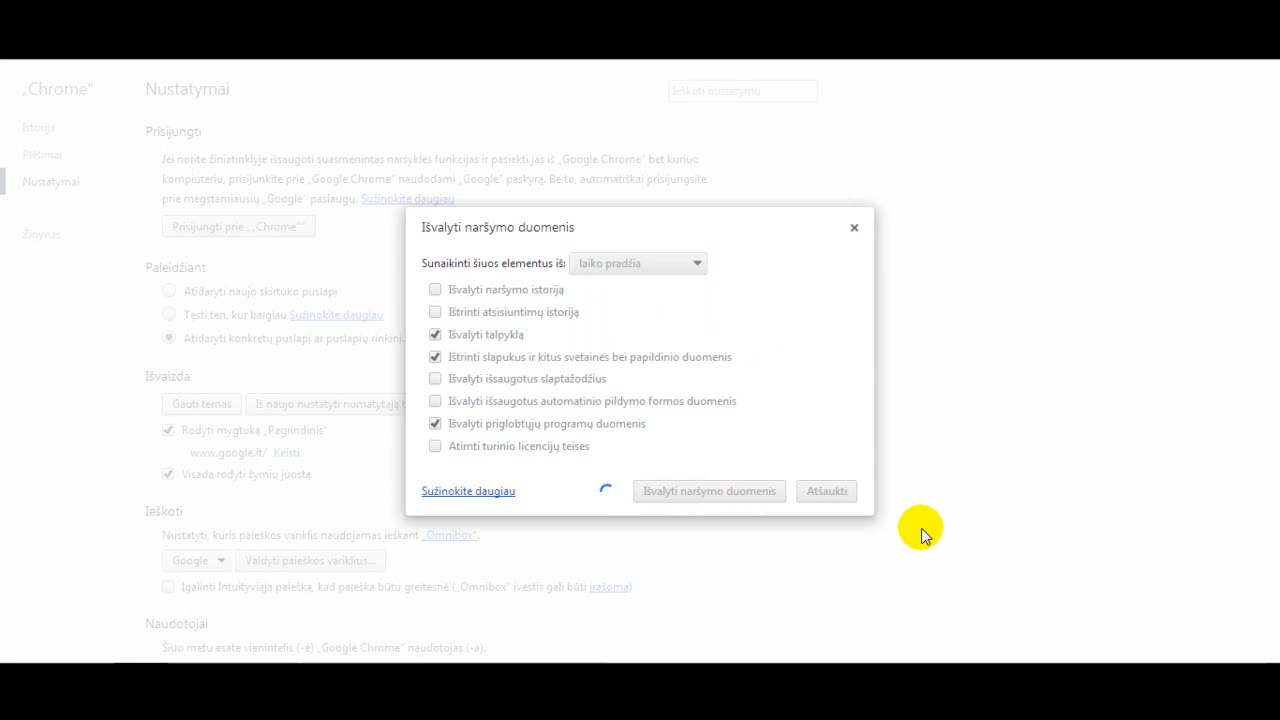 „Chrome“
Nustatymai
Ieškoti nustatymų
Istorija
Plėtiniai
Nustatymai
Žinynas
Prisijungti
Jei norite žiniatinklyje išsaugoti suasmenintas naršyklės funkcijas ir pasiekti jas iš „Google Chrome“ bet kuriuo
kompiuteriu, prisijunkite prie „Google Chrome“ naudodami „Google“ paskyrą. Be to, automatiškai prisijungsite
prie mėgstamiausių „Google“ paslaugų. Sužinokite daugiau
Prisijungti prie „„Chrome“”
Paleidžiant
Atidaryti naujo skirtuko puslapį
Tęsti ten, kur baigiau Sužinokite daugiau
Atidaryti konkretų puslapį ar puslapių rinkinį.
Išvaizda
Gauti temas
Iš naujo nustatyti numatytąją t
Rodyti mygtuką „Pagrindinis“
www.google.lt/ Keisti
Visada rodyti žymių juostą
Ieškoti
Nustatyti, kuris paieškos variklis naudojamas ieškant „Omnibox“.
Google
Valdyti paieškos variklius...
Įgalinti Intuityviąją paiešką, kad paieška būtų greitesnė („Omnibox“ įvestis gali būti įrašoma)
Naudotojai
Šiuo metu esate vienintelis (-ė) „Google Chrome“ naudotojas (-a).
Išvalyti naršymo duomenis
Sunaikinti šiuos elementus iš: laiko pradžia
Išvalyti naršymo istoriją
Ištrinti atsisiuntimų istoriją
Išvalyti talpyklą
Ištrinti slapukus ir kitus svetainės bei papildinio duomenis
Išvalyti išsaugotus slaptažodžius
Išvalyti išsaugotus automatinio pildymo formos duomenis
Išvalyti priglobtųjų programų duomenis
Atimti turinio licencijų teises
Sužinokite daugiau
Išvalyti naršymo duomenis
Atšaukti